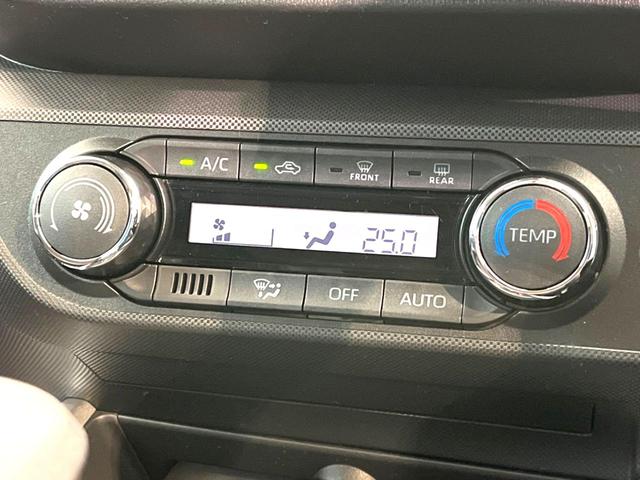 A/C
FRONT
REAR
25.0
TEMP
OFF
AUTO